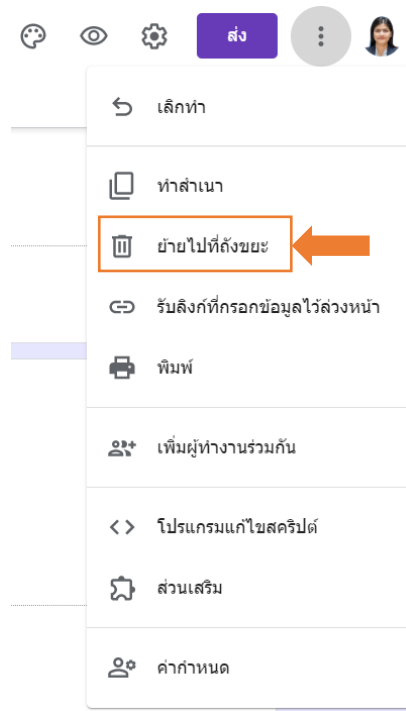 ส่ง
เลิกทำ
ทำสำเนา
ย้ายไปที่ถังขยะ
รับลิงก์ที่กรอกข้อมูลไว้ล่วงหน้า
พิมพ์
เพิ่มผู้ทำงานร่วมกัน
โปรแกรมแก้ไขสคริปต์
ส่วนเสริม
ค่ากำหนด